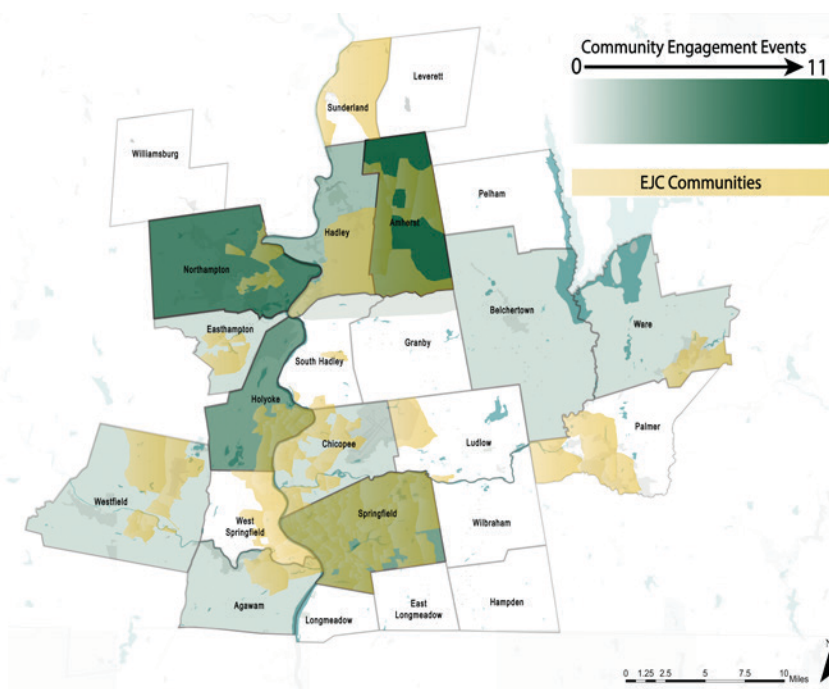 Community Engagement Events
0 11
EJC Communities
Leverett
Sunderland
Williamsburg
Pelham
Amherst
Hadley
Northampton
Belchertown
Ware
Easthampton
South Hadley
Granby
Holyoke
Palmer
Chicopee
Ludlow
Westfield
West
Springfield
Springfield
Wilbraham
Agawam
Longmeadow
East
Longmeadow
Hampden
N
0 1.25 2.5 5 7.5 10
Miles